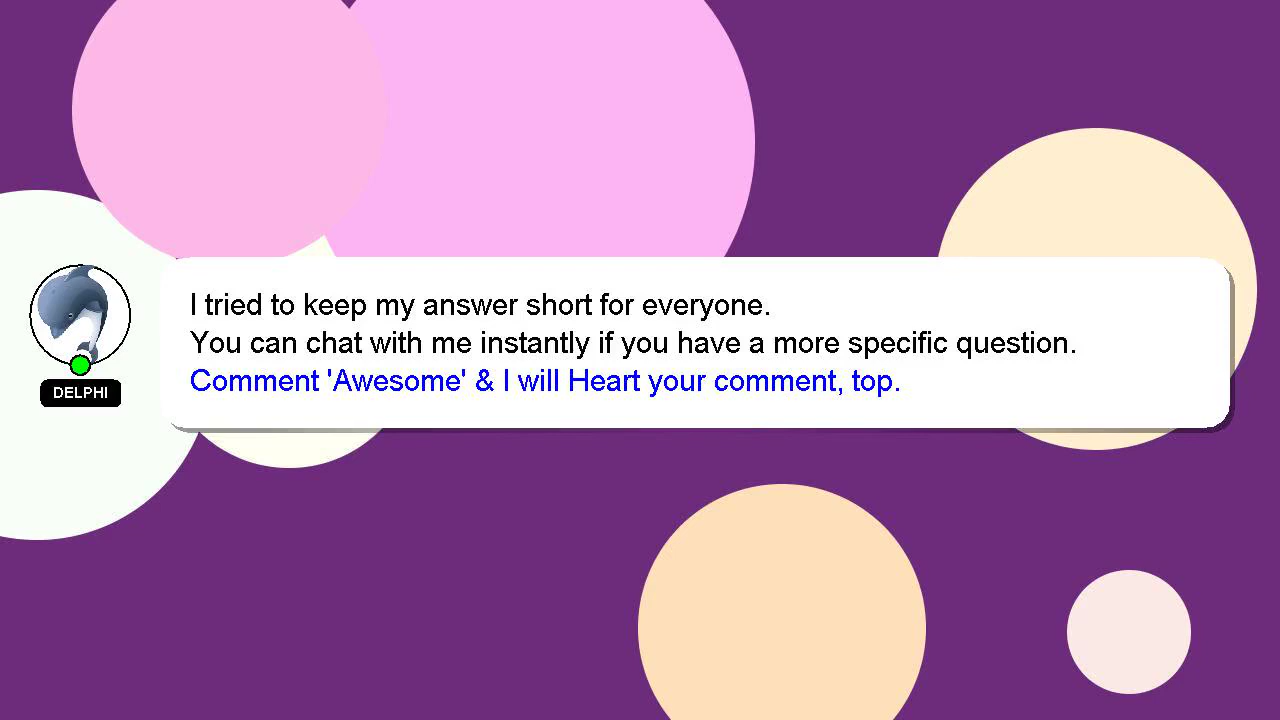 I tried to keep my answer short for everyone.
You can chat with me instantly if you have a more specific question.
Comment 'Awesome' & I will Heart your comment, top.
DELPHI